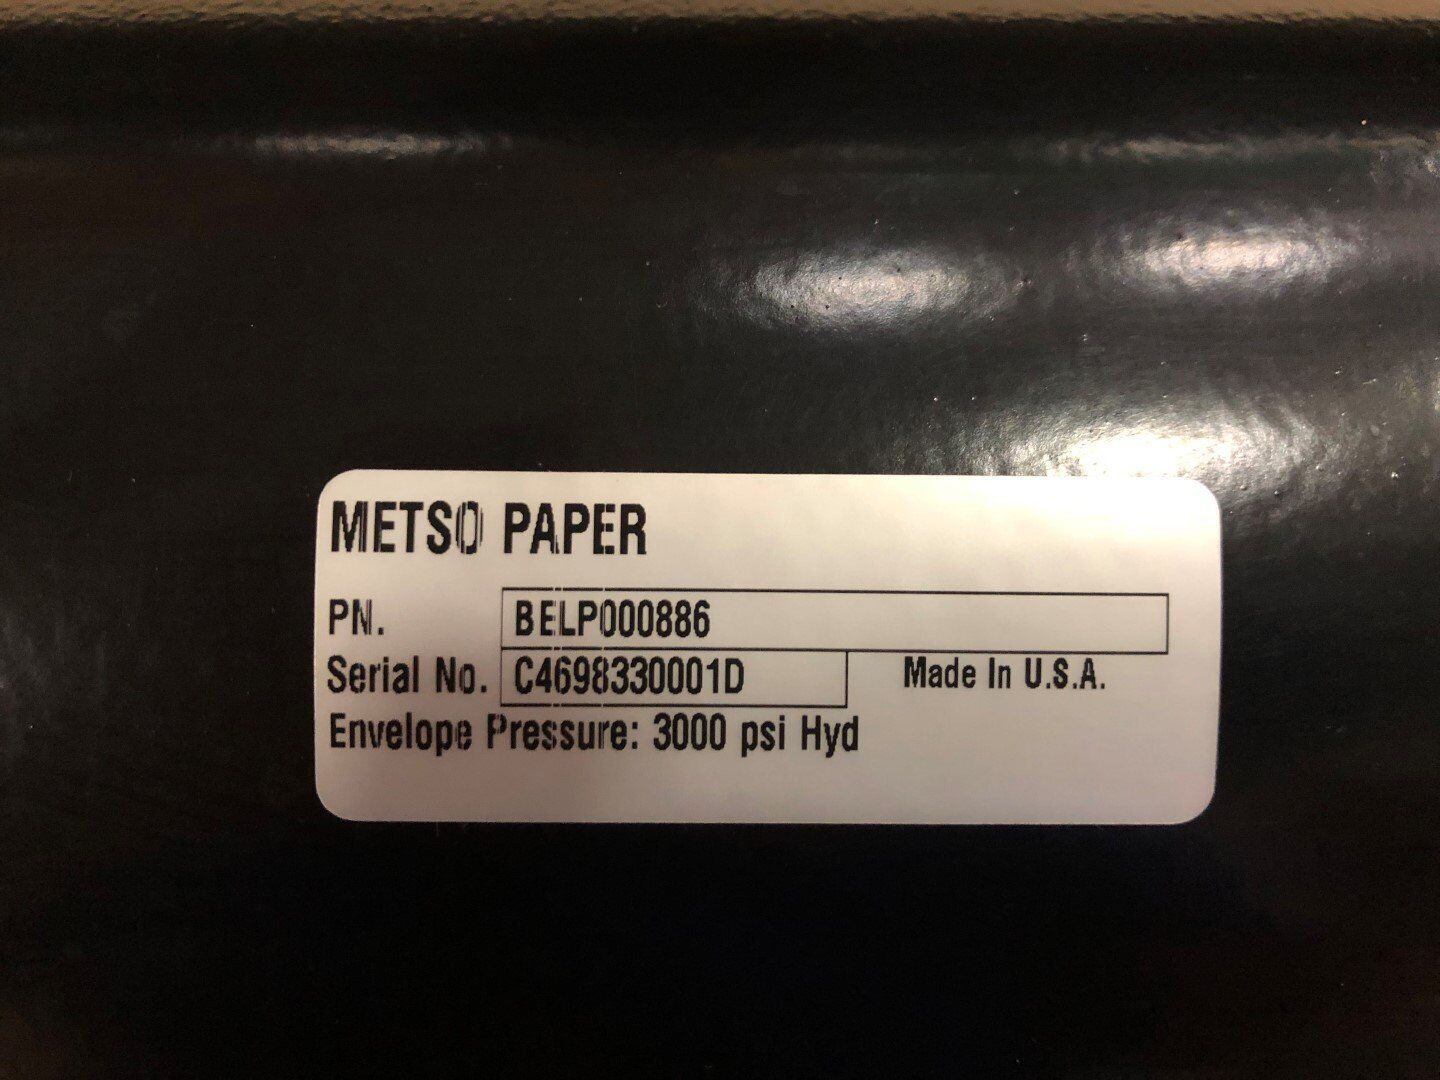 METSO PAPER
PN. BELP000886
Serial No. C4698330001D Made In U.S.A.
Envelope Pressure: 3000 psi Hyd